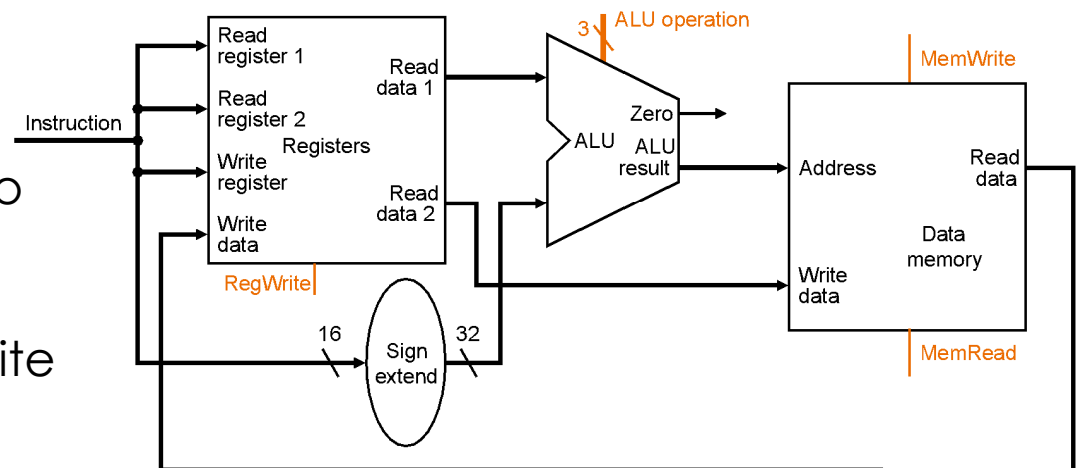 ALU operation
3
MemWrite
Read
register 1
Read
data 1
Read
register 2
Zero
Instruction
Registers
ALU
ALU
result
Write
register
Address
Read
data
Read
data 2
Write
data
Data
memory
Write
data
RegWrite
16
32
Sign
extend
MemRead
o
ite